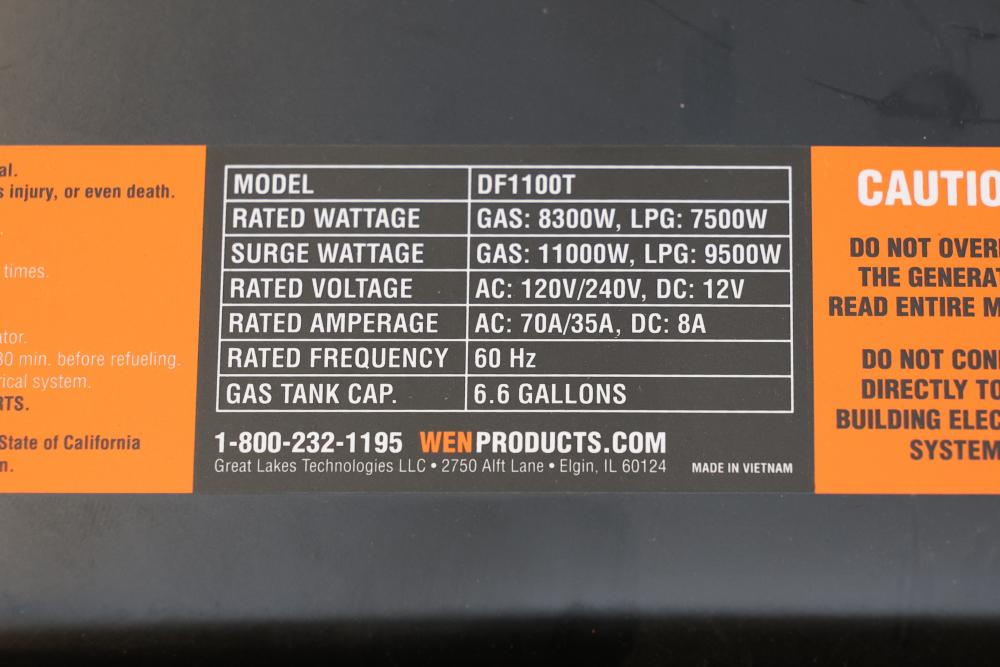 al.
s injury, or even death.
times.
ator.
30 min. before refueling.
rical system.
RTS.
State of California
n.
MODEL DF1100T
RATED WATTAGE GAS: 8300W, LPG: 7500W
SURGE WATTAGE GAS: 11000W, LPG: 9500W
RATED VOLTAGE AC: 120V/240V, DC: 12V
RATED AMPERAGE AC: 70A/35A, DC: 8A
RATED FREQUENCY 60 Hz
GAS TANK CAP. 6.6 GALLONS
1-800-232-1195 WENPRODUCTS.COM
Great Lakes Technologies LLC • 2750 Alft Lane • Elgin, IL 60124 MADE IN VIETNAM
CAUTIO
DO NOT OVER
THE GENERAT
READ ENTIRE M
DO NOT CON
DIRECTLY TO
BUILDING ELEC
SYSTEM